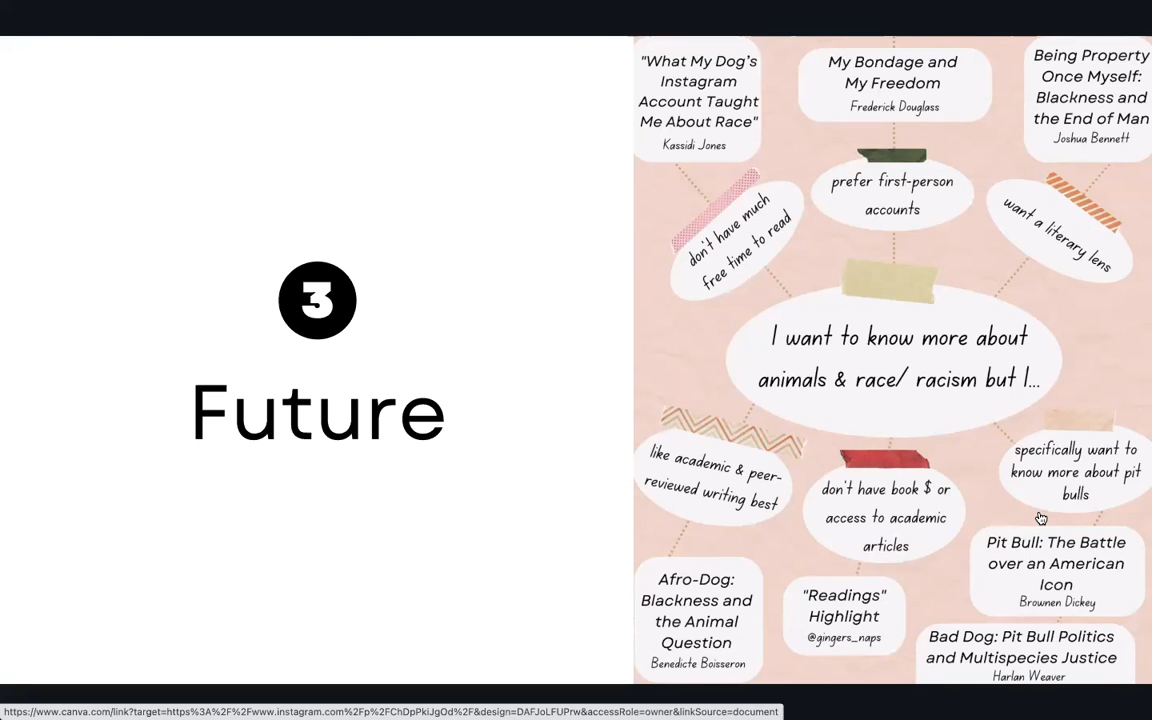 3
Future
"What My Dog's
Instagram
Account Taught
Me About Race"
Kassidi Jones
My Bondage and
My Freedom
Frederick Douglass
Being Property
Once Myself:
Blackness and
the End of Man
Joshua Bennett
don't have much
free time to read
prefer first-person
accounts
want a literary lens
I want to know more about
animals & race/ racism but I...
like academic & peer-
reviewed writing best
don't have book $ or
access to academic
articles
specifically want to
know more about pit
bulls
Afro-Dog:
Blackness and
the Animal
Question
Benedicte Boisseron
"Readings"
Highlight
@gingers_naps
Pit Bull: The Battle
over an American
Icon
Brownen Dickey
Bad Dog: Pit Bull Politics
and Multispecies Justice
Harlan Weaver
https://www.canva.com/link?target=https%3A%2F%2Fwww.instagram.com%2Fp%2FChDpPkiJgOd%2F&design=DAFJoLFUPrw&accessRole=owner&linkSource=document